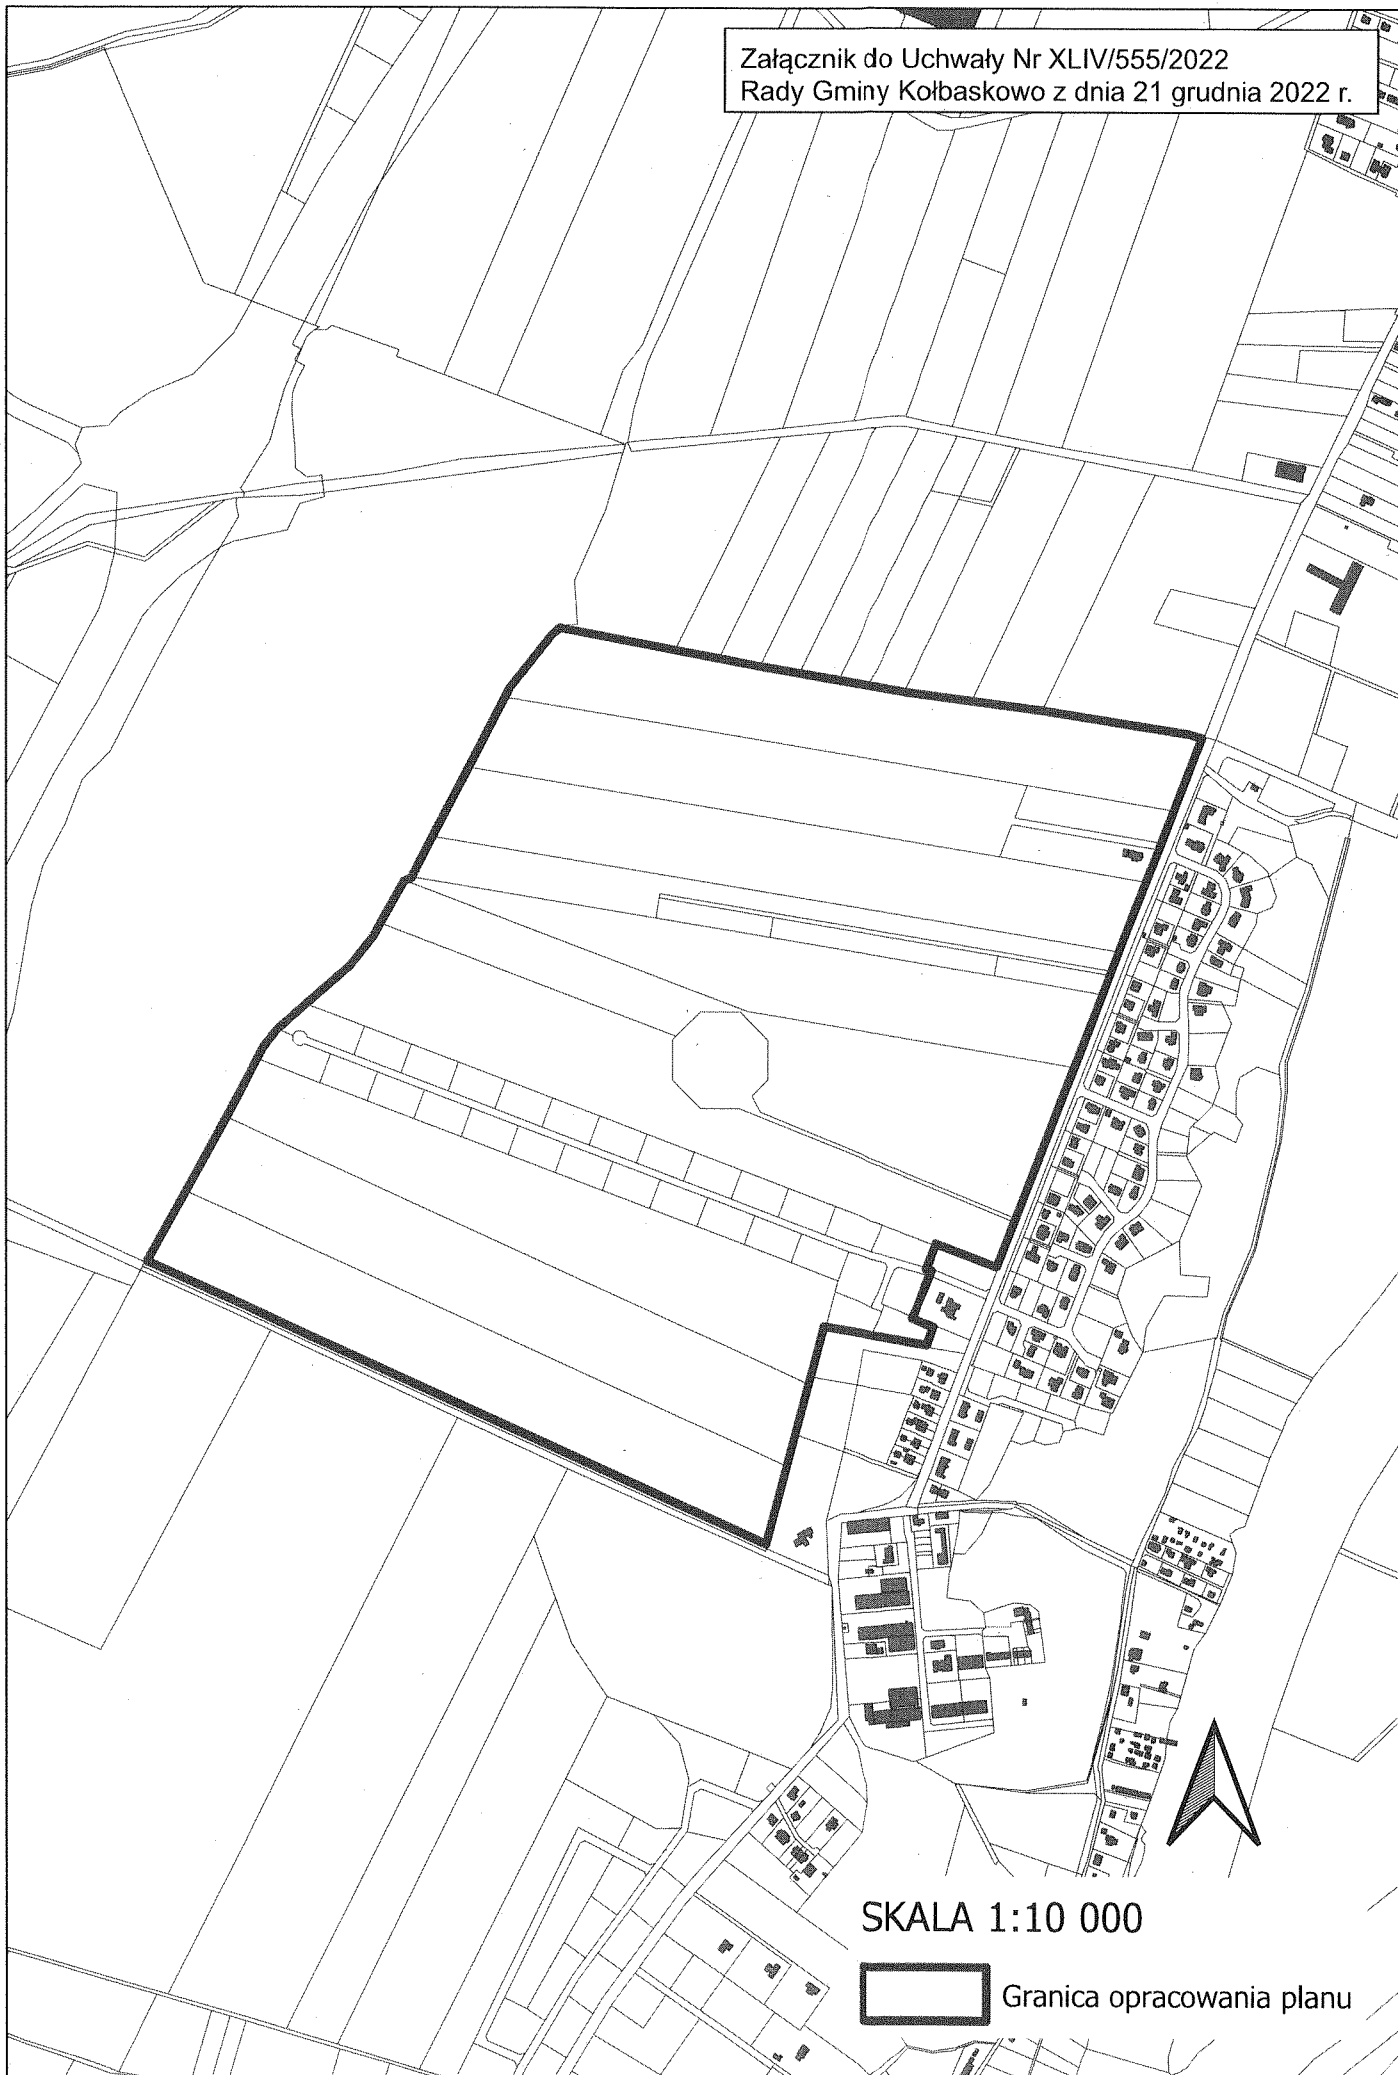 Załącznik do Uchwały Nr XLIV/555/2022
Rady Gminy Kołbaskowo z dnia 21 grudnia 2022 r.
SKALA 1:10 000
Granica opracowania planu